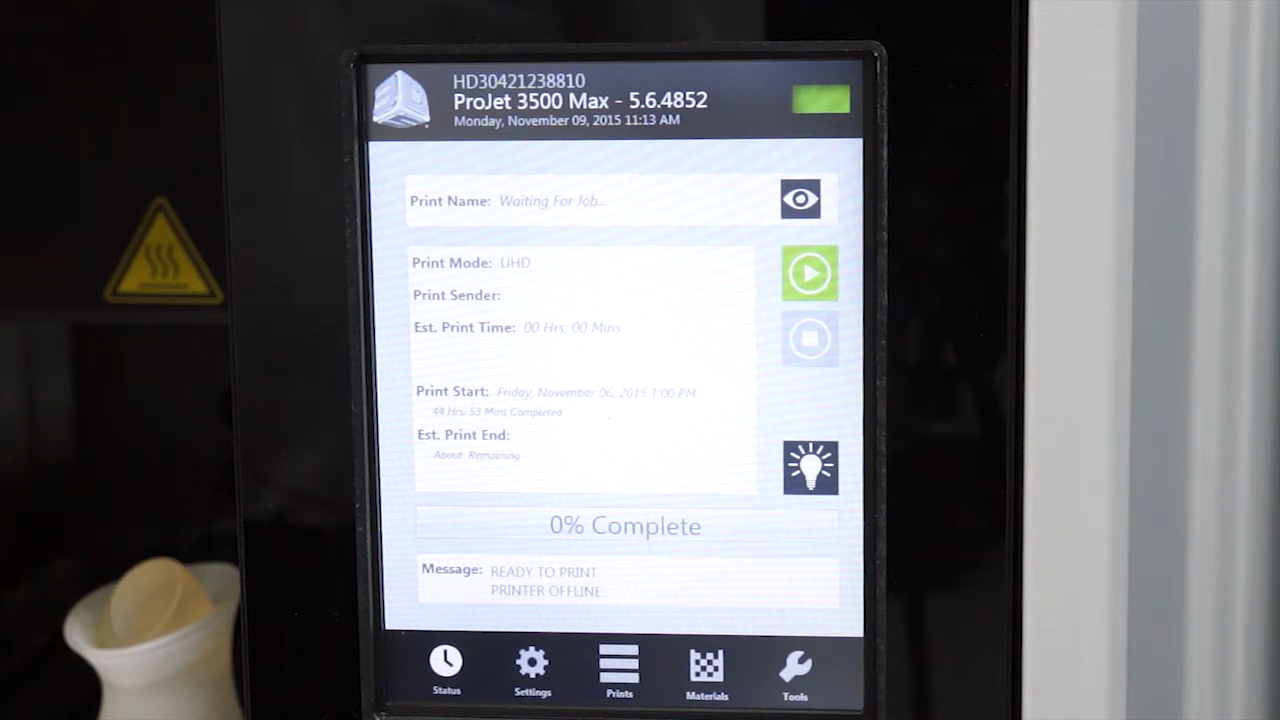 HD30421238810
ProJet 3500 Max - 5.6.4852
Monday, November 09, 2015 11:13 AM
Print Name: Waiting For Job...
Print Mode: UHD
Print Sender:
Est. Print Time: 00 Hrs. 00 Mins
Print Start: Friday, November 06, 2015 1:00 PM
44 Hrs, 53 Mins Completed
Est. Print End:
About Remaining
0% Complete
Message: READY TO PRINT
PRINTER OFFLINE
Status Settings Prints Materials Tools